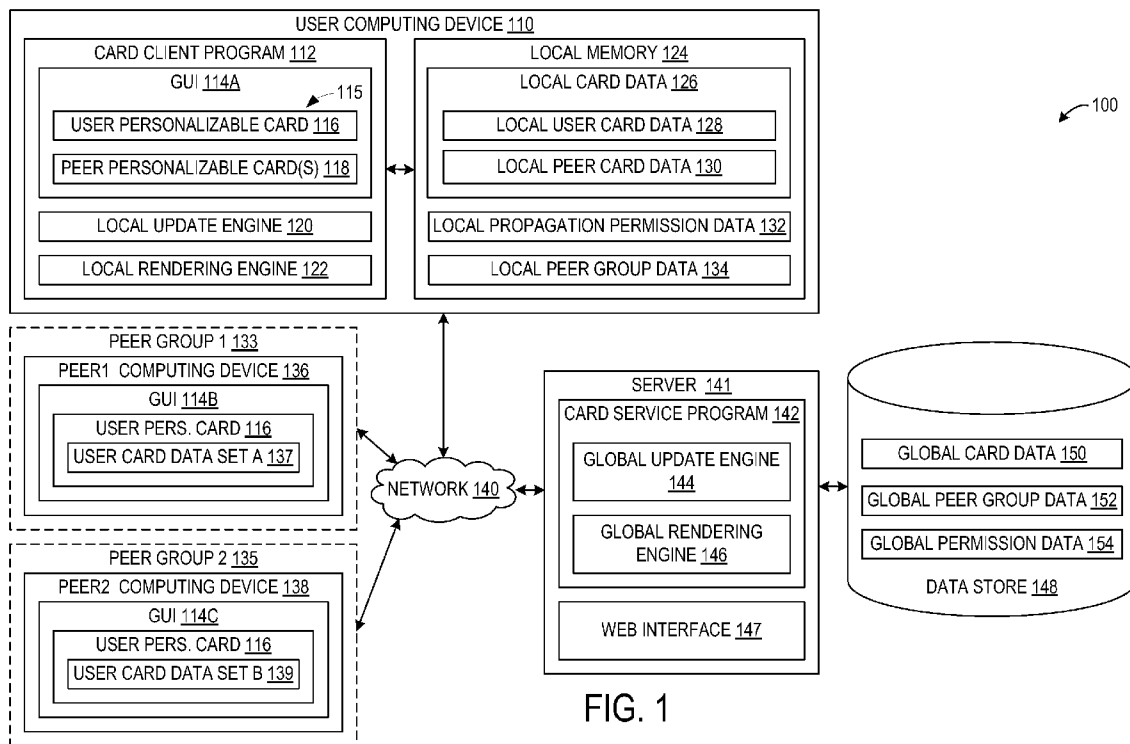 USER COMPUTING DEVICE 110
CARD CLIENT PROGRAM 112
GUI 114A
115
USER PERSONALIZABLE CARD 116
PEER PERSONALIZABLE CARD(S) 118
LOCAL UPDATE ENGINE 120
LOCAL RENDERING ENGINE 122
LOCAL MEMORY 124
LOCAL CARD DATA 126
LOCAL USER CARD DATA 128
LOCAL PEER CARD DATA 130
LOCAL PROPAGATION PERMISSION DATA 132
LOCAL PEER GROUP DATA 134
100
PEER GROUP 1 133
PEER1 COMPUTING DEVICE 136
GUI 114B
USER PERS. CARD 116
USER CARD DATA SET A 137
PEER GROUP 2 135
PEER2 COMPUTING DEVICE 138
GUI 114C
USER PERS. CARD 116
USER CARD DATA SET B 139
NETWORK 140
SERVER 141
CARD SERVICE PROGRAM 142
GLOBAL UPDATE ENGINE
144
GLOBAL RENDERING
ENGINE 146
WEB INTERFACE 147
GLOBAL CARD DATA 150
GLOBAL PEER GROUP DATA 152
GLOBAL PERMISSION DATA 154
DATA STORE 148
FIG. 1